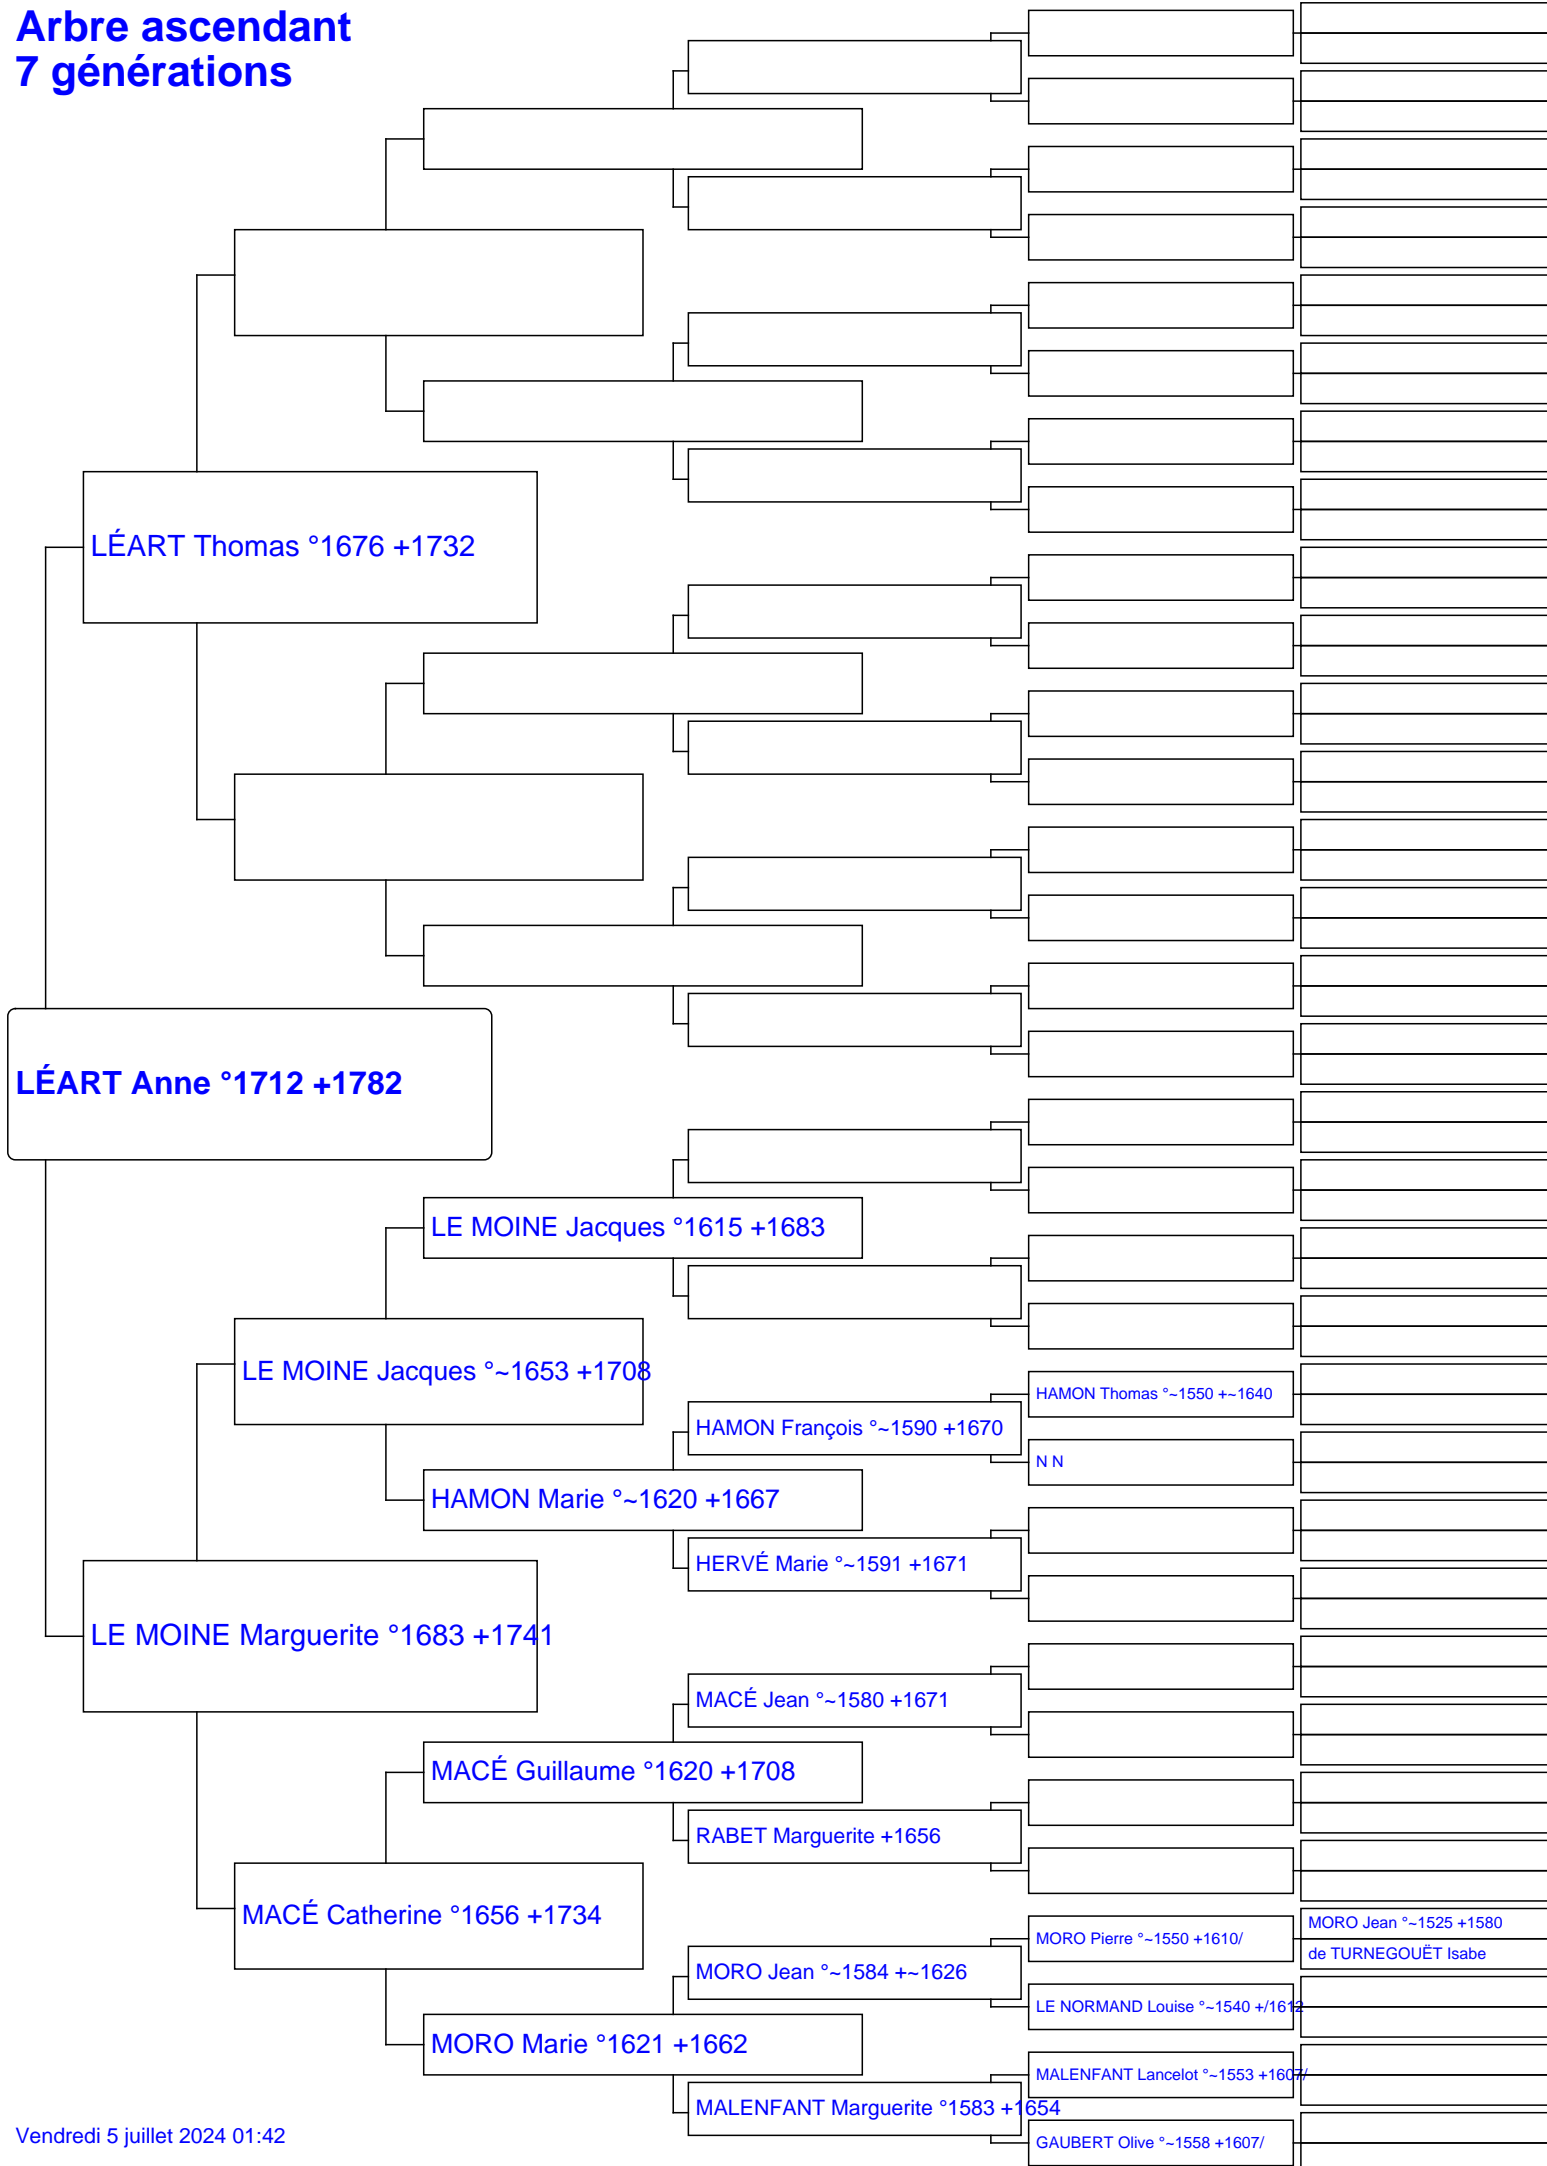 Arbre ascendant
7 générations
LÉART Thomas °1676 +1732
LÉART Anne °1712 +1782
LE MOINE Jacques °1615 +1683
LE MOINE Jacques °~1653 +1708
HAMON Thomas °~1550 +~1640
HAMON François °~1590 +1670
N N
HAMON Marie °~1620 +1667
HERVÉ Marie °~1591 +1671
LE MOINE Marguerite °1683 +1741
MACÉ Jean °~1580 +1671
MACÉ Guillaume °1620 +1708
RABET Marguerite +1656
MACÉ Catherine °1656 +1734
MORO Jean °~1525 +1580
MORO Pierre °~1550 +1610/
de TURNEGOUËT Isabe
MORO Jean °~1584 +~1626
LE NORMAND Louise °~1540 +/1612
MORO Marie °1621 +1662
MALENFANT Lancelot °~1553 +1607/
MALENFANT Marguerite °1583 +1654
GAUBERT Olive °~1558 +1607/
Vendredi 5 juillet 2024 01:42